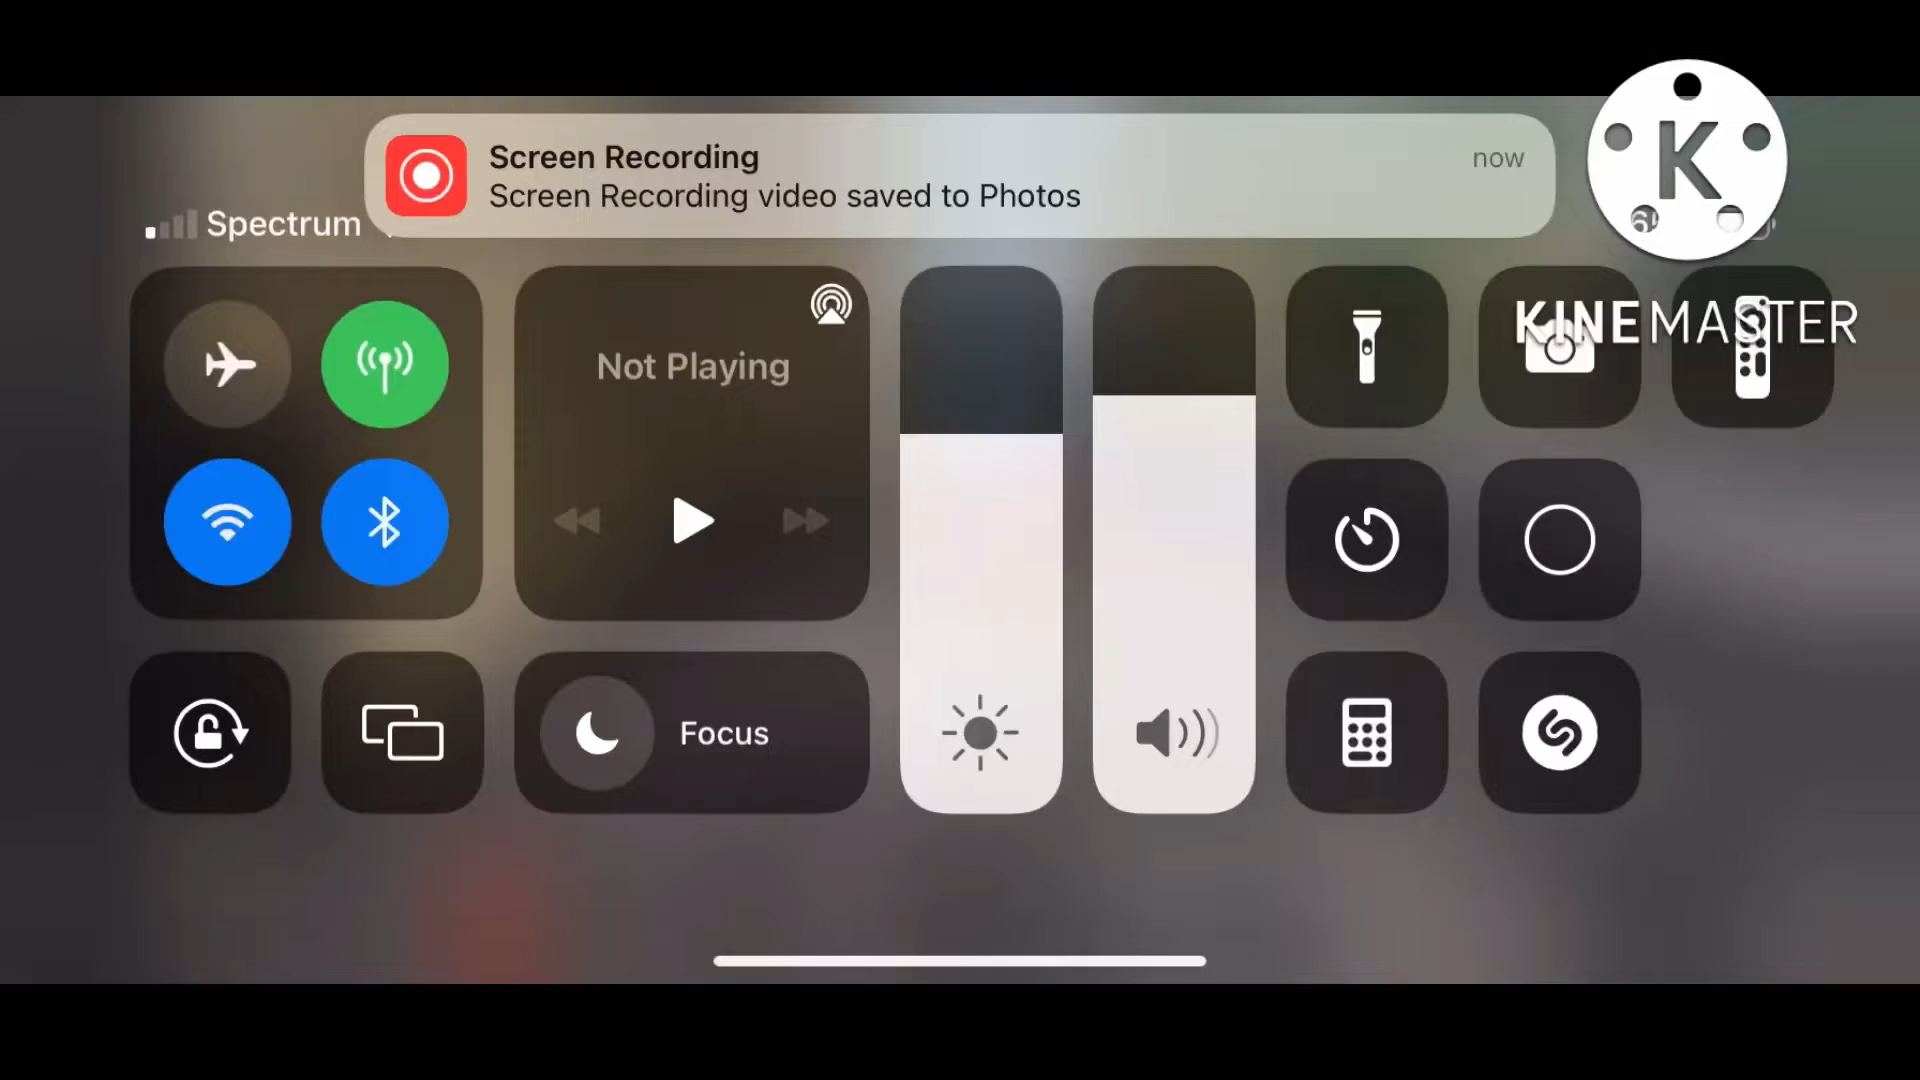 Screen Recording
now
Screen Recording video saved to Photos
Spectrum
K
KINEMASTER
Not Playing
Focus